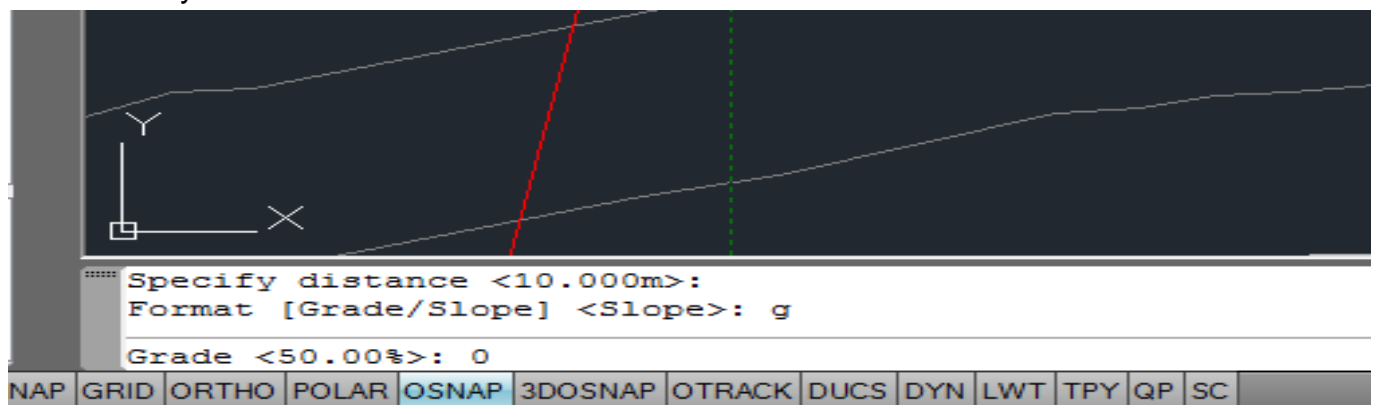 Y
X
Specify distance <10.000m>:
Format [Grade/Slope] <Slope>: g
Grade <50.00%>: 0
NAP GRID ORTHO POLAR OSNAP 3DOSNAP OTRACK DUCS DYN LWT TPY QP SC